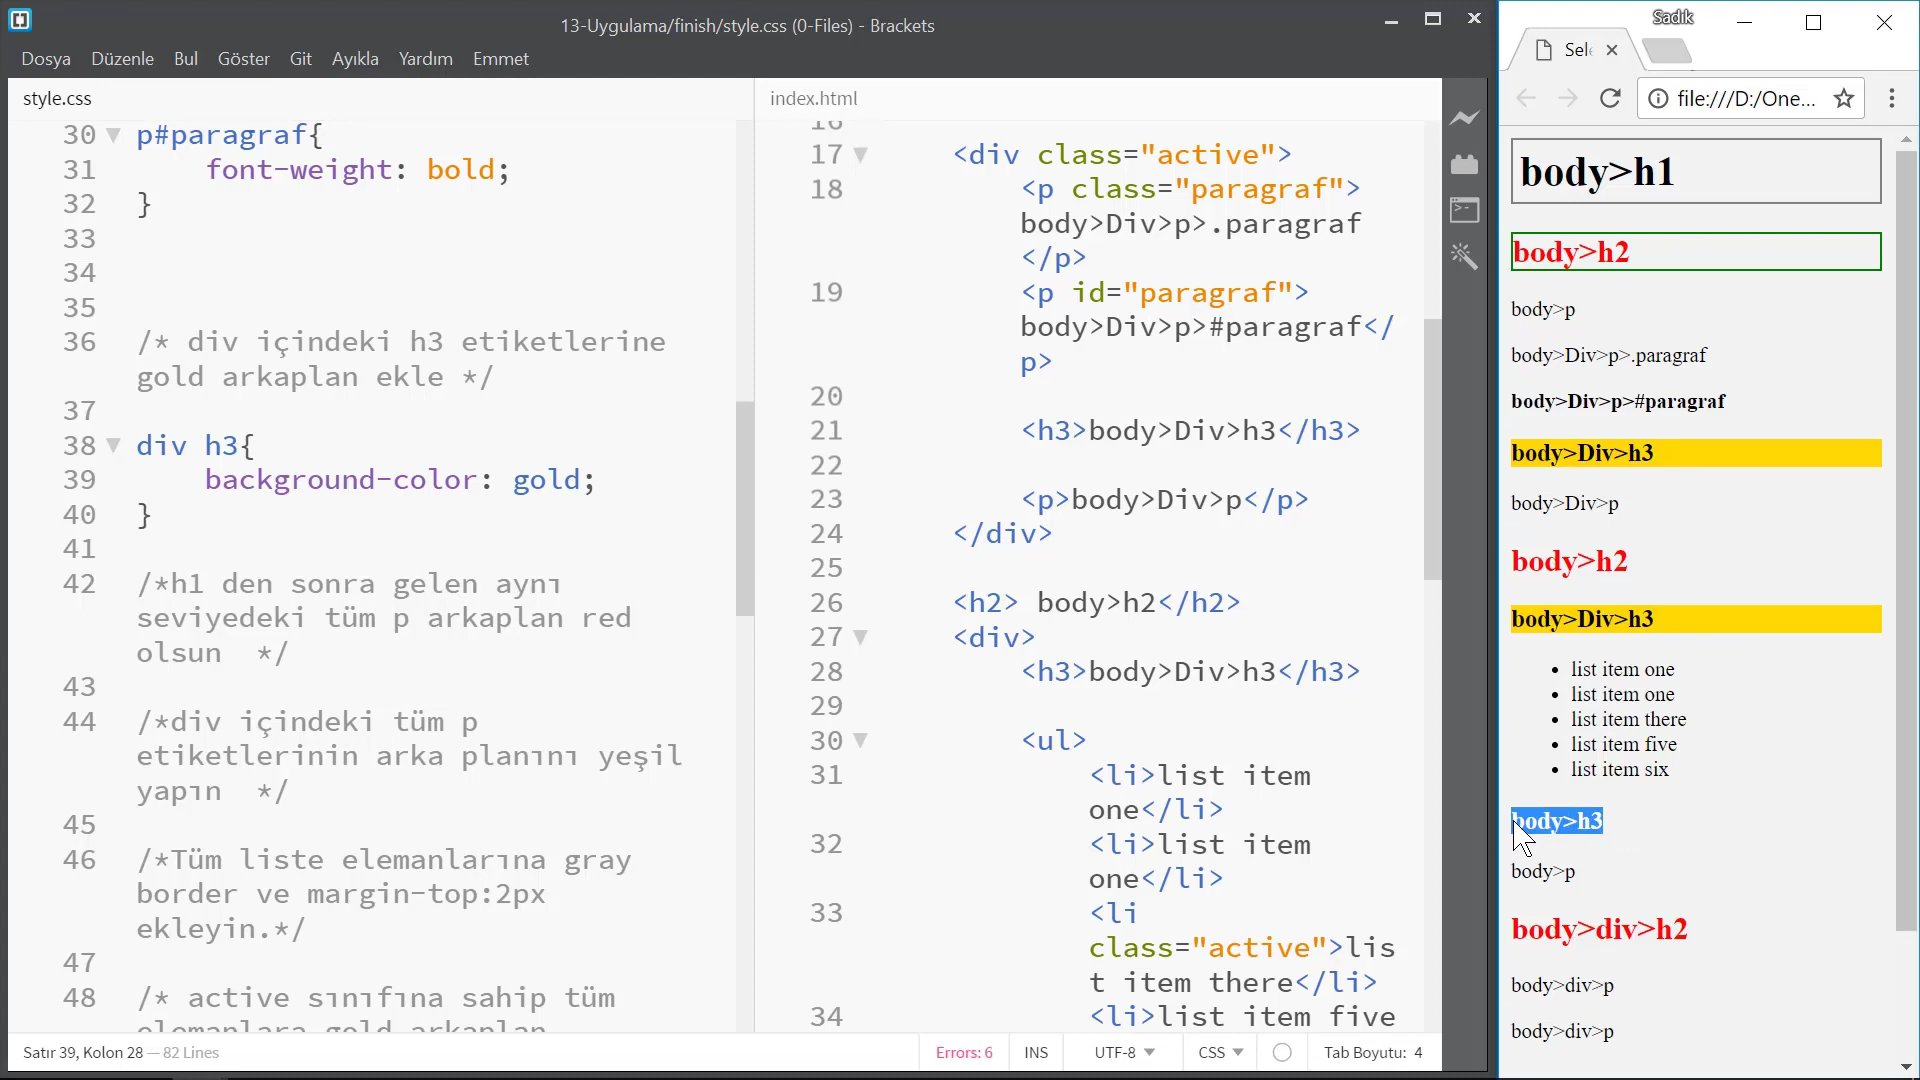 13-Uygulama/finish/style.css (0-Files) - Brackets
Dosya Düzenle Bul Göster Git Ayıkla Yardım Emmet
style.css
30 p#paragraf{
31 font-weight: bold;
32 }
33
34
35
36 /* div içindeki h3 etiketlerine
gold arkaplan ekle */
37
38 div h3{
39 background-color: gold;
40 }
41
42 /*h1 den sonra gelen aynı
seviyedeki tüm p arkaplan red
olsun */
43
44 /*div içindeki tüm p
etiketlerinin arka planını yeşil
yapın */
45
46 /*Tüm liste elemanlarına gray
border ve margin-top:2px
ekleyin.*/
47
48 /* active sınıfına sahip tüm
elemanlara gold arkaplan
index.html
16
17 <div class="active">
18 <p class="paragraf">
body>Div>p>.paragraf
</p>
19 <p id="paragraf">
body>Div>p>#paragraf</
p>
20
21 <h3>body>Div>h3</h3>
22
23 <p>body>Div>p</p>
24 </div>
25
26 <h2> body>h2</h2>
27 <div>
28 <h3>body>Div>h3</h3>
29
30 <ul>
31 <li>list item
one</li>
32 <li>list item
one</li>
33 <li
class="active">lis
t item there</li>
34 <li>list item five
Satır 39, Kolon 28 — 82 Lines
Errors: 6 INS UTF-8 CSS Tab Boyutu: 4
Sadık
Sele
file:///D:/One...
body>h1
body>h2
body>p
body>Div>p>.paragraf
body>Div>p>#paragraf
body>Div>h3
body>Div>p
body>h2
body>Div>h3
• list item one
• list item one
• list item there
• list item five
• list item six
body>h3
body>p
body>div>h2
body>div>p
body>div>p